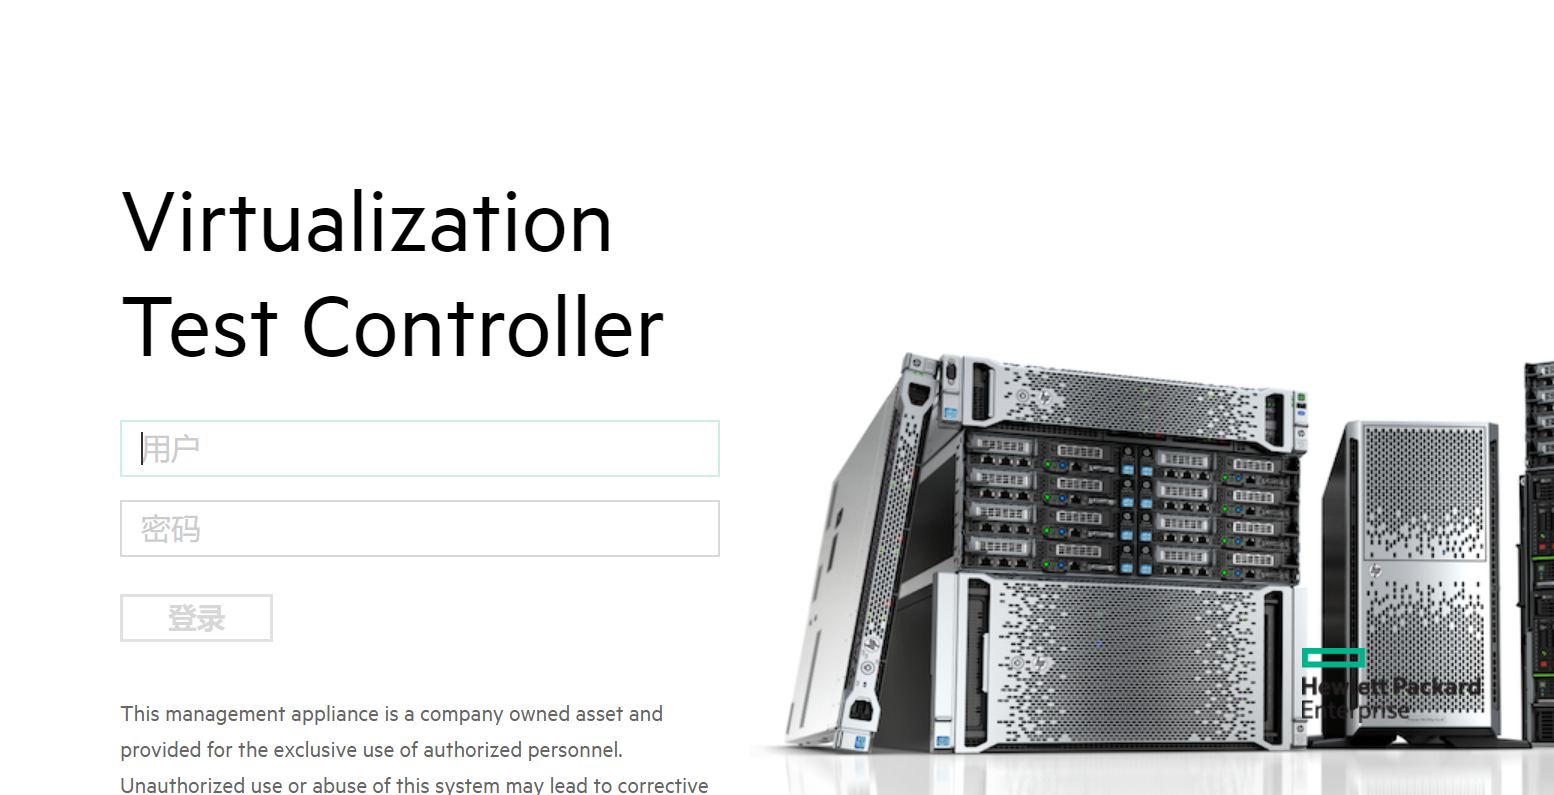 Virtualization
Test Controller
用户
密码
登录
This management appliance is a company owned asset and
provided for the exclusive use of authorized personnel.
Unauthorized use or abuse of this system may lead to corrective
Hewlett Packard
Enterprise